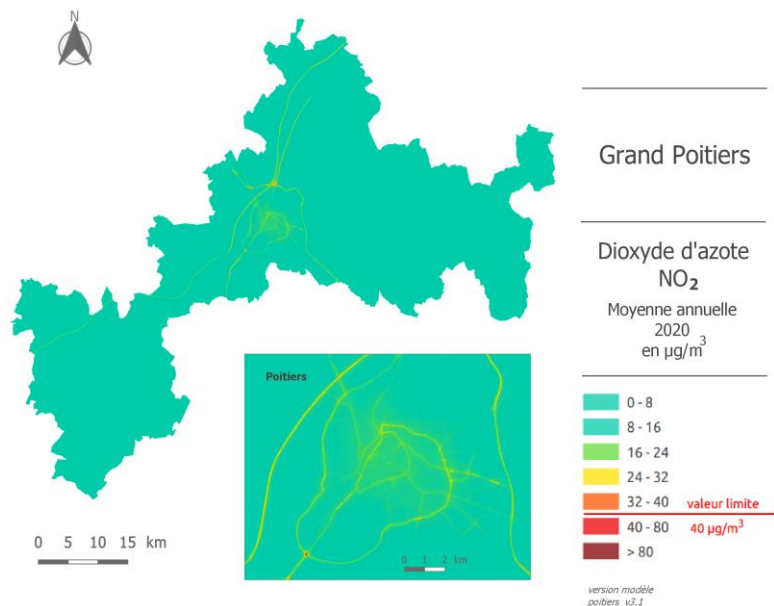 N
Grand Poitiers
Dioxyde d'azote
NO₂
Moyenne annuelle
2020
en µg/m³
Poitiers
0 - 8
8 - 16
16 - 24
24 - 32
32 - 40 valeur limite
40 - 80 40 µg/m³
> 80
0 5 10 15 km
0 1 2 km
version modèle
poitiers_v3.1